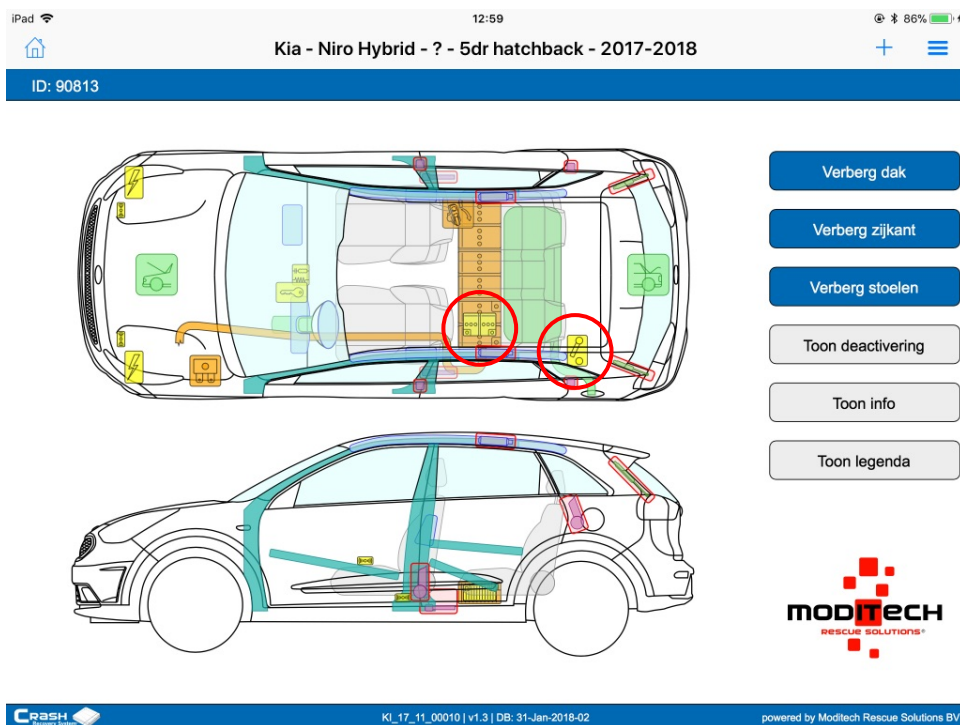 iPad 12:59 86%
Kia - Niro Hybrid - ? - 5dr hatchback - 2017-2018
ID: 90813
Verberg dak
Verberg zijkant
Verberg stoelen
Toon deactivering
Toon info
Toon legenda
MODITECH
RESCUE SOLUTIONS®
CRASH
Recovery System
KI_17_11_00010 | v1.3 | DB: 31-Jan-2018-02
powered by Moditech Rescue Solutions BV